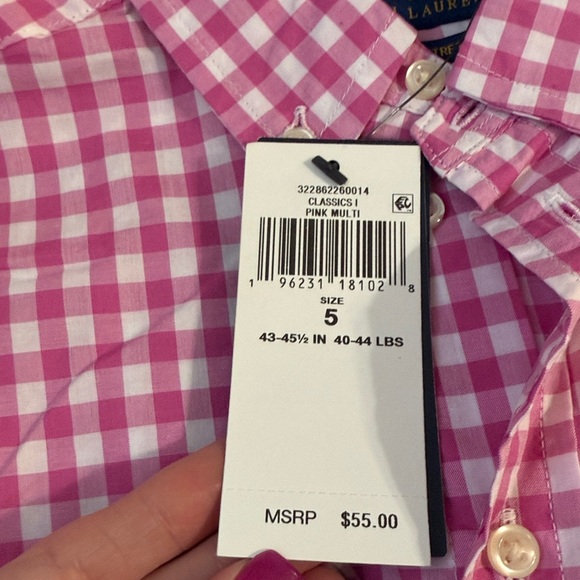 LAUREN
322862260014
CLASSICS I
PINK MULTI
1 96231 18102 8
SIZE
5
43-45½ IN 40-44 LBS
MSRP $55.00